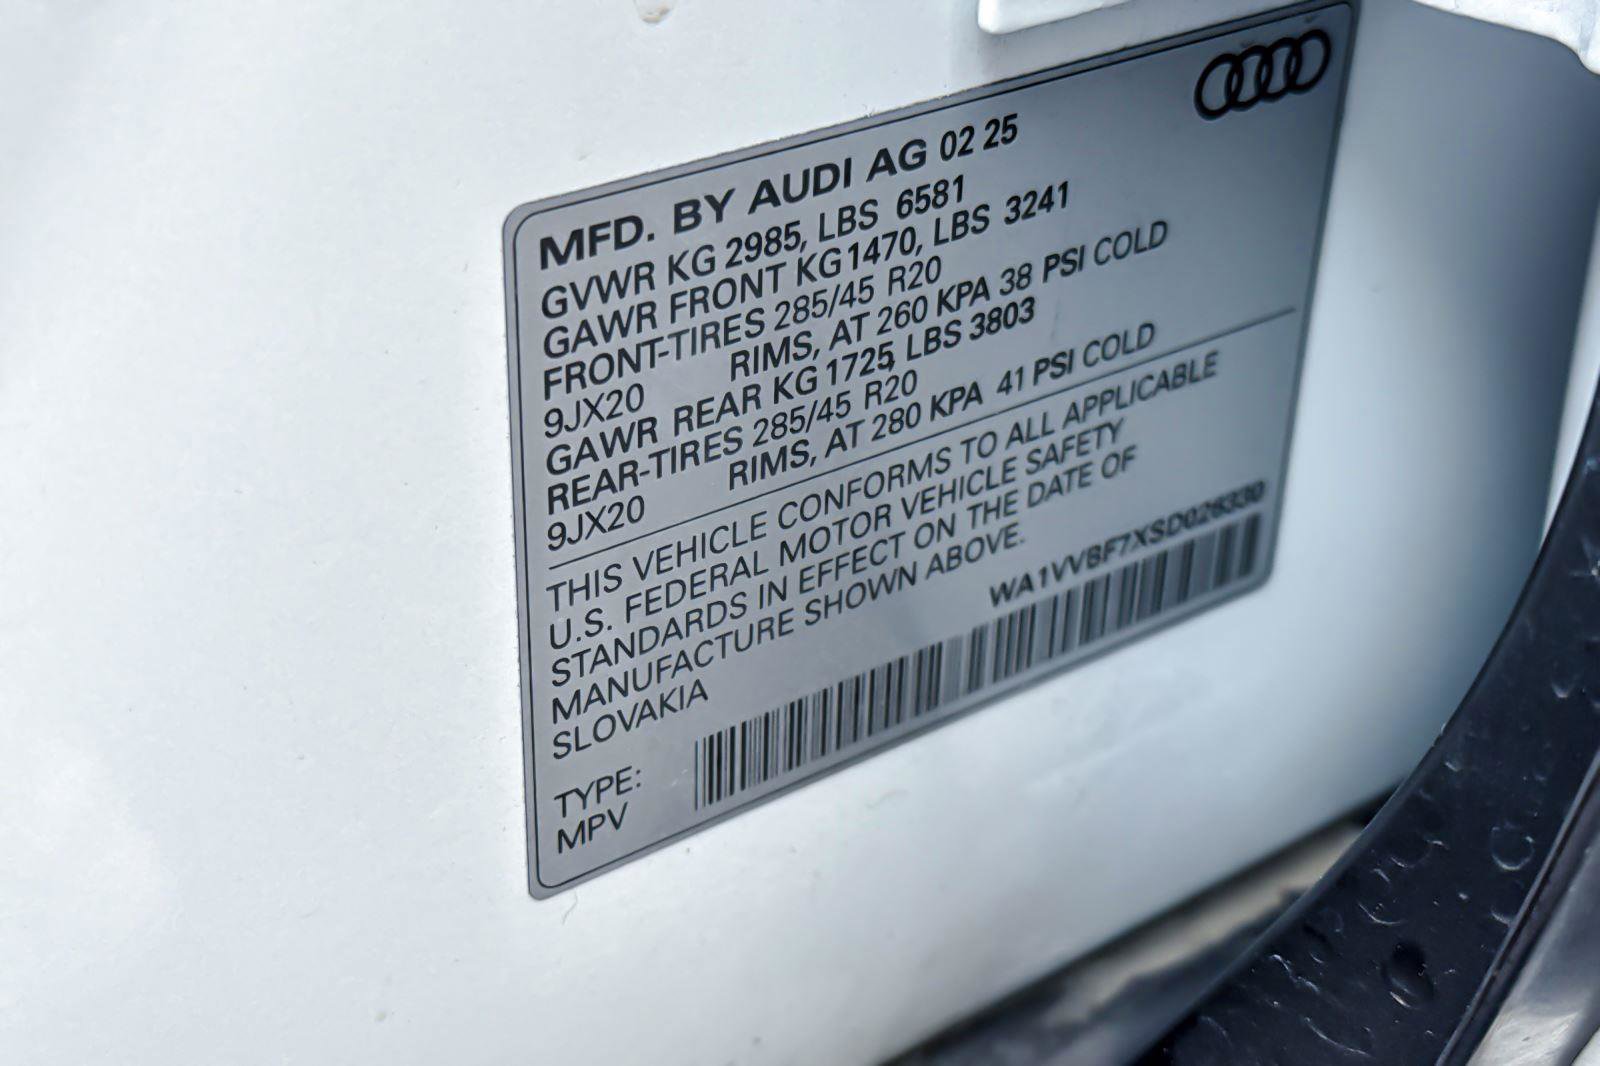 MFD. BY AUDI AG 02 25
GVWR KG 2985, LBS 6581
GAWR FRONT KG 1470, LBS 3241
FRONT-TIRES 285/45 R20
9JX20 RIMS, AT 260 KPA 38 PSI COLD
GAWR REAR KG 1725, LBS 3803
REAR-TIRES 285/45 R20
9JX20 RIMS, AT 280 KPA 41 PSI COLD
THIS VEHICLE CONFORMS TO ALL APPLICABLE
U.S. FEDERAL MOTOR VEHICLE SAFETY
STANDARDS IN EFFECT ON THE DATE OF
MANUFACTURE SHOWN ABOVE.
SLOVAKIA
WA1VVBF7XSD026330
TYPE:
MPV